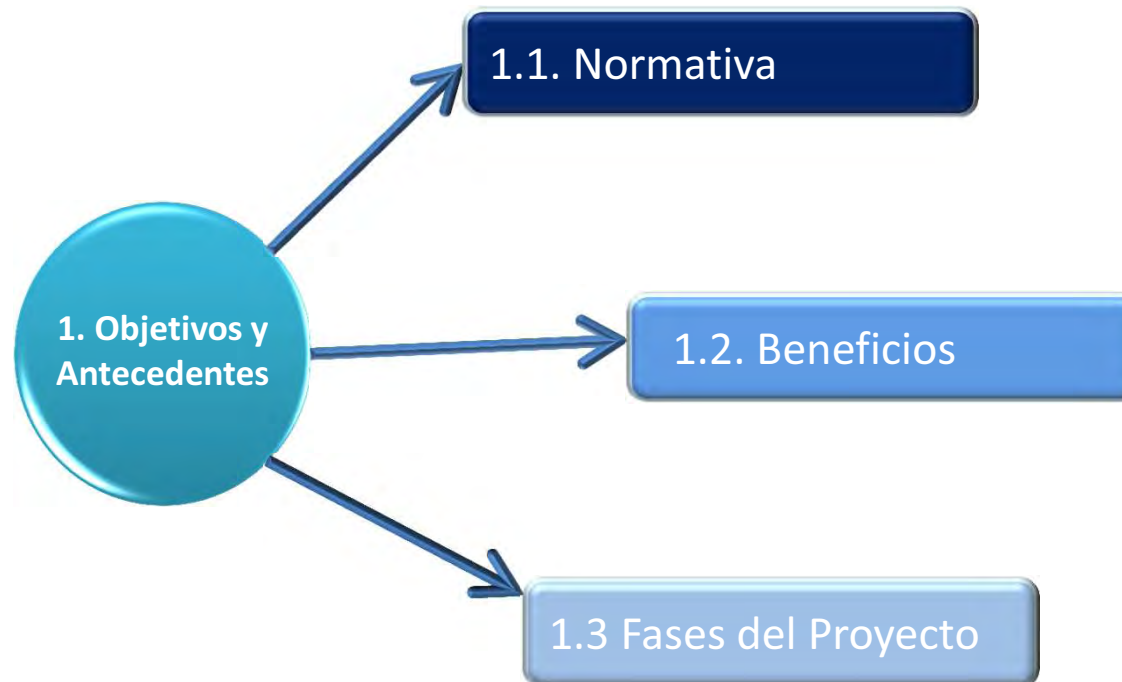 1.1. Normativa
1. Objetivos y
Antecedentes
1.2. Beneficios
1.3 Fases del Proyecto